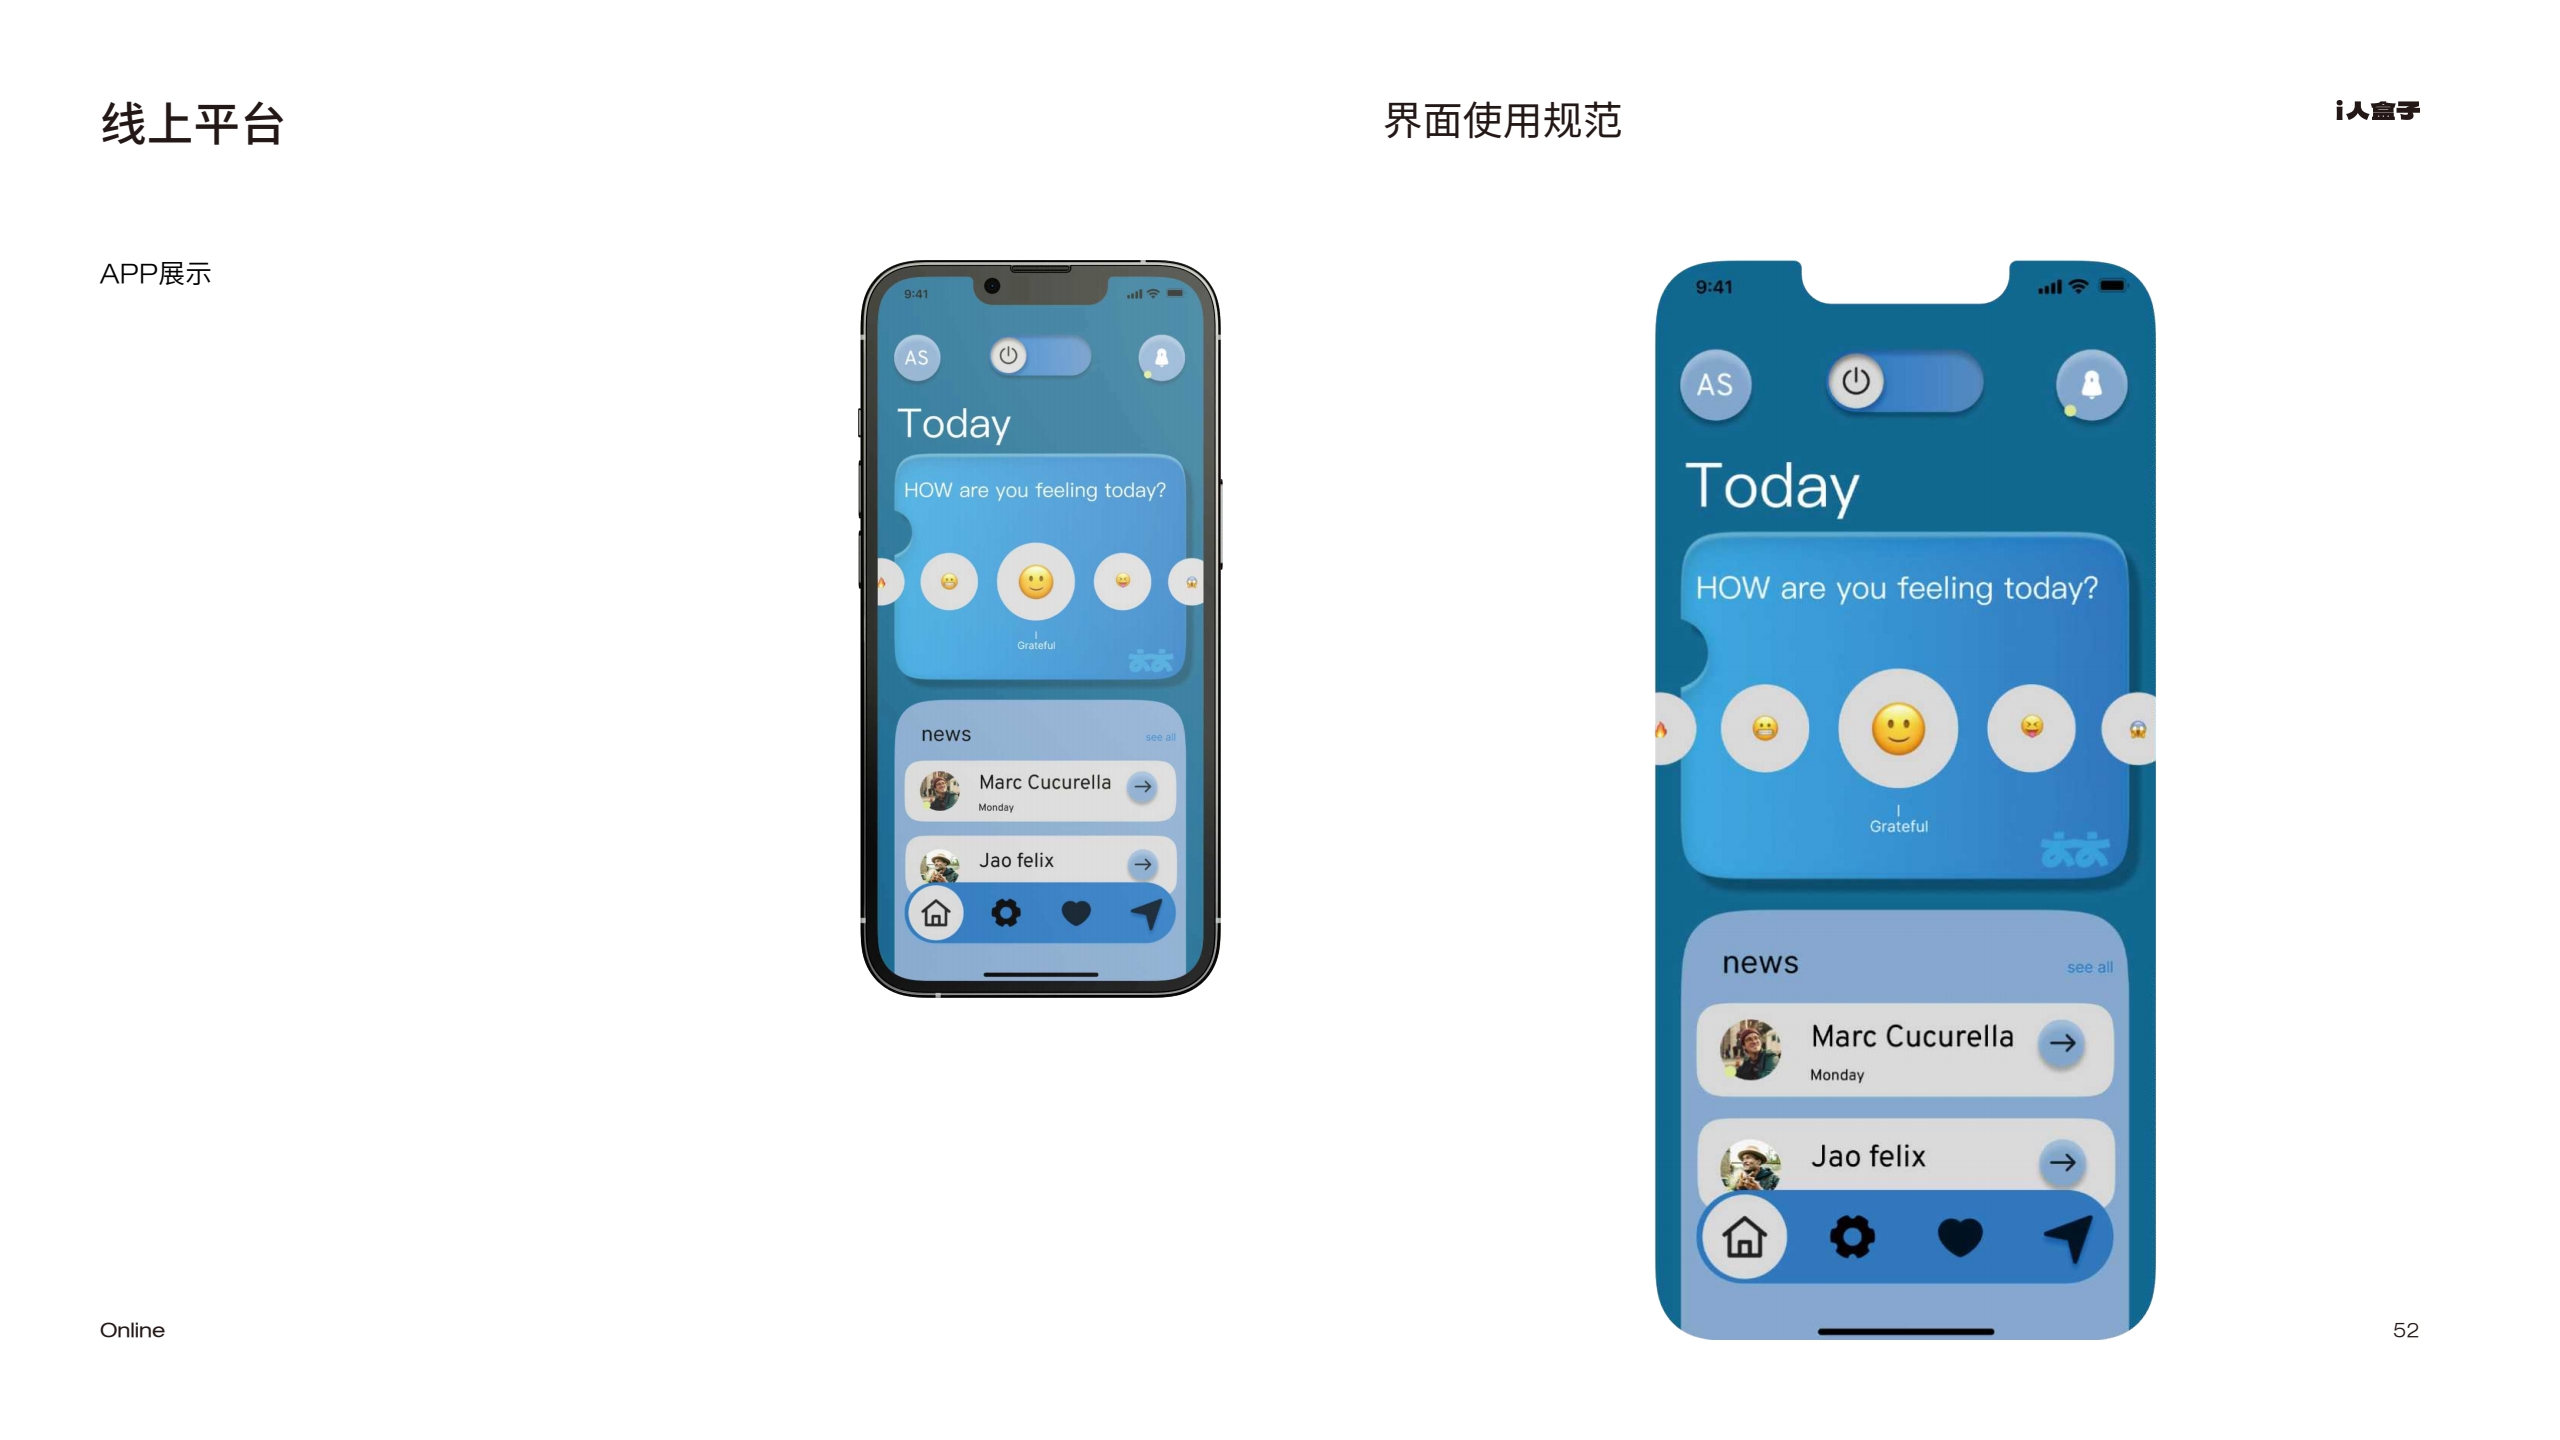 线上平台
界面使用规范
i人盒子
APP展示
9:41
AS
Today
HOW are you feeling today?
Grateful
news
see all
Marc Cucurella
Monday
Jao felix
9:41
AS
Today
HOW are you feeling today?
Grateful
news
see all
Marc Cucurella
Monday
Jao felix
Online
52